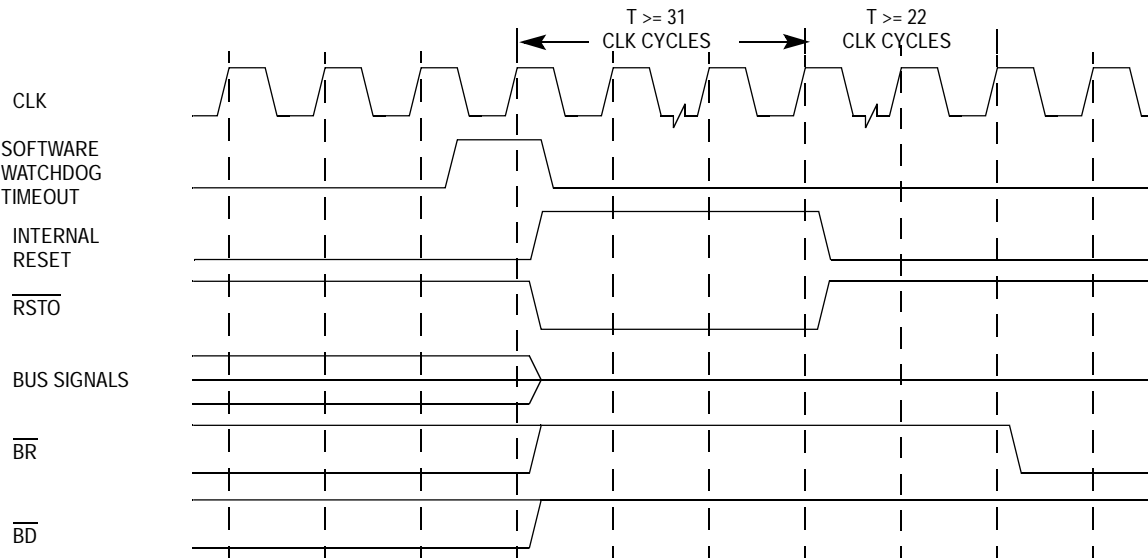 T >= 31
CLK CYCLES
T >= 22
CLK CYCLES
CLK
SOFTWARE
WATCHDOG
TIMEOUT
INTERNAL
RESET
RSTO
BUS SIGNALS
BR
BD